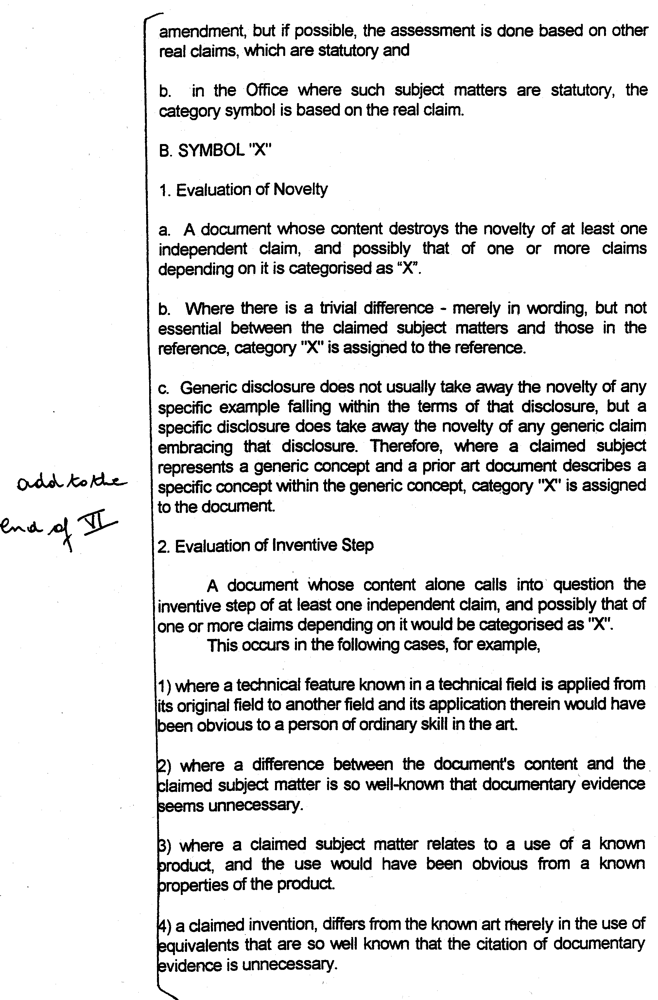 amendment, but if possible, the assessment is done based on other
real claims, which are statutory and
b. in the Office where such subject matters are statutory, the
category symbol is based on the real claim.
B. SYMBOL "X"
1. Evaluation of Novelty
a. A document whose content destroys the novelty of at least one
independent claim, and possibly that of one or more claims
depending on it is categorised as “X”.
b. Where there is a trivial difference - merely in wording, but not
essential between the claimed subject matters and those in the
reference, category "X" is assigned to the reference.
c. Generic disclosure does not usually take away the novelty of any
specific example falling within the terms of that disclosure, but a
specific disclosure does take away the novelty of any generic claim
embracing that disclosure. Therefore, where a claimed subject
represents a generic concept and a prior art document describes a
specific concept within the generic concept, category "X" is assigned
to the document.
add to the
end of VI
2. Evaluation of Inventive Step
A document whose content alone calls into question the
inventive step of at least one independent claim, and possibly that of
one or more claims depending on it would be categorised as "X".
This occurs in the following cases, for example,
1) where a technical feature known in a technical field is applied from
its original field to another field and its application therein would have
been obvious to a person of ordinary skill in the art.
2) where a difference between the document's content and the
claimed subject matter is so well-known that documentary evidence
seems unnecessary.
3) where a claimed subject matter relates to a use of a known
product, and the use would have been obvious from a known
properties of the product.
4) a claimed invention, differs from the known art merely in the use of
equivalents that are so well known that the citation of documentary
evidence is unnecessary.